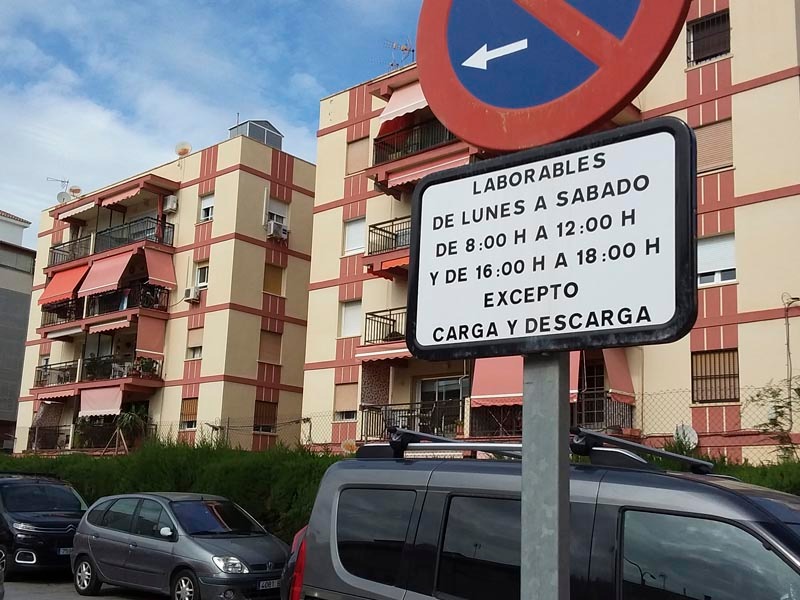 LABORABLES
DE LUNES A SABADO
DE 8:00 H A 12:00 H
Y DE 16:00 H A 18:00 H
EXCEPTO
CARGA Y DESCARGA